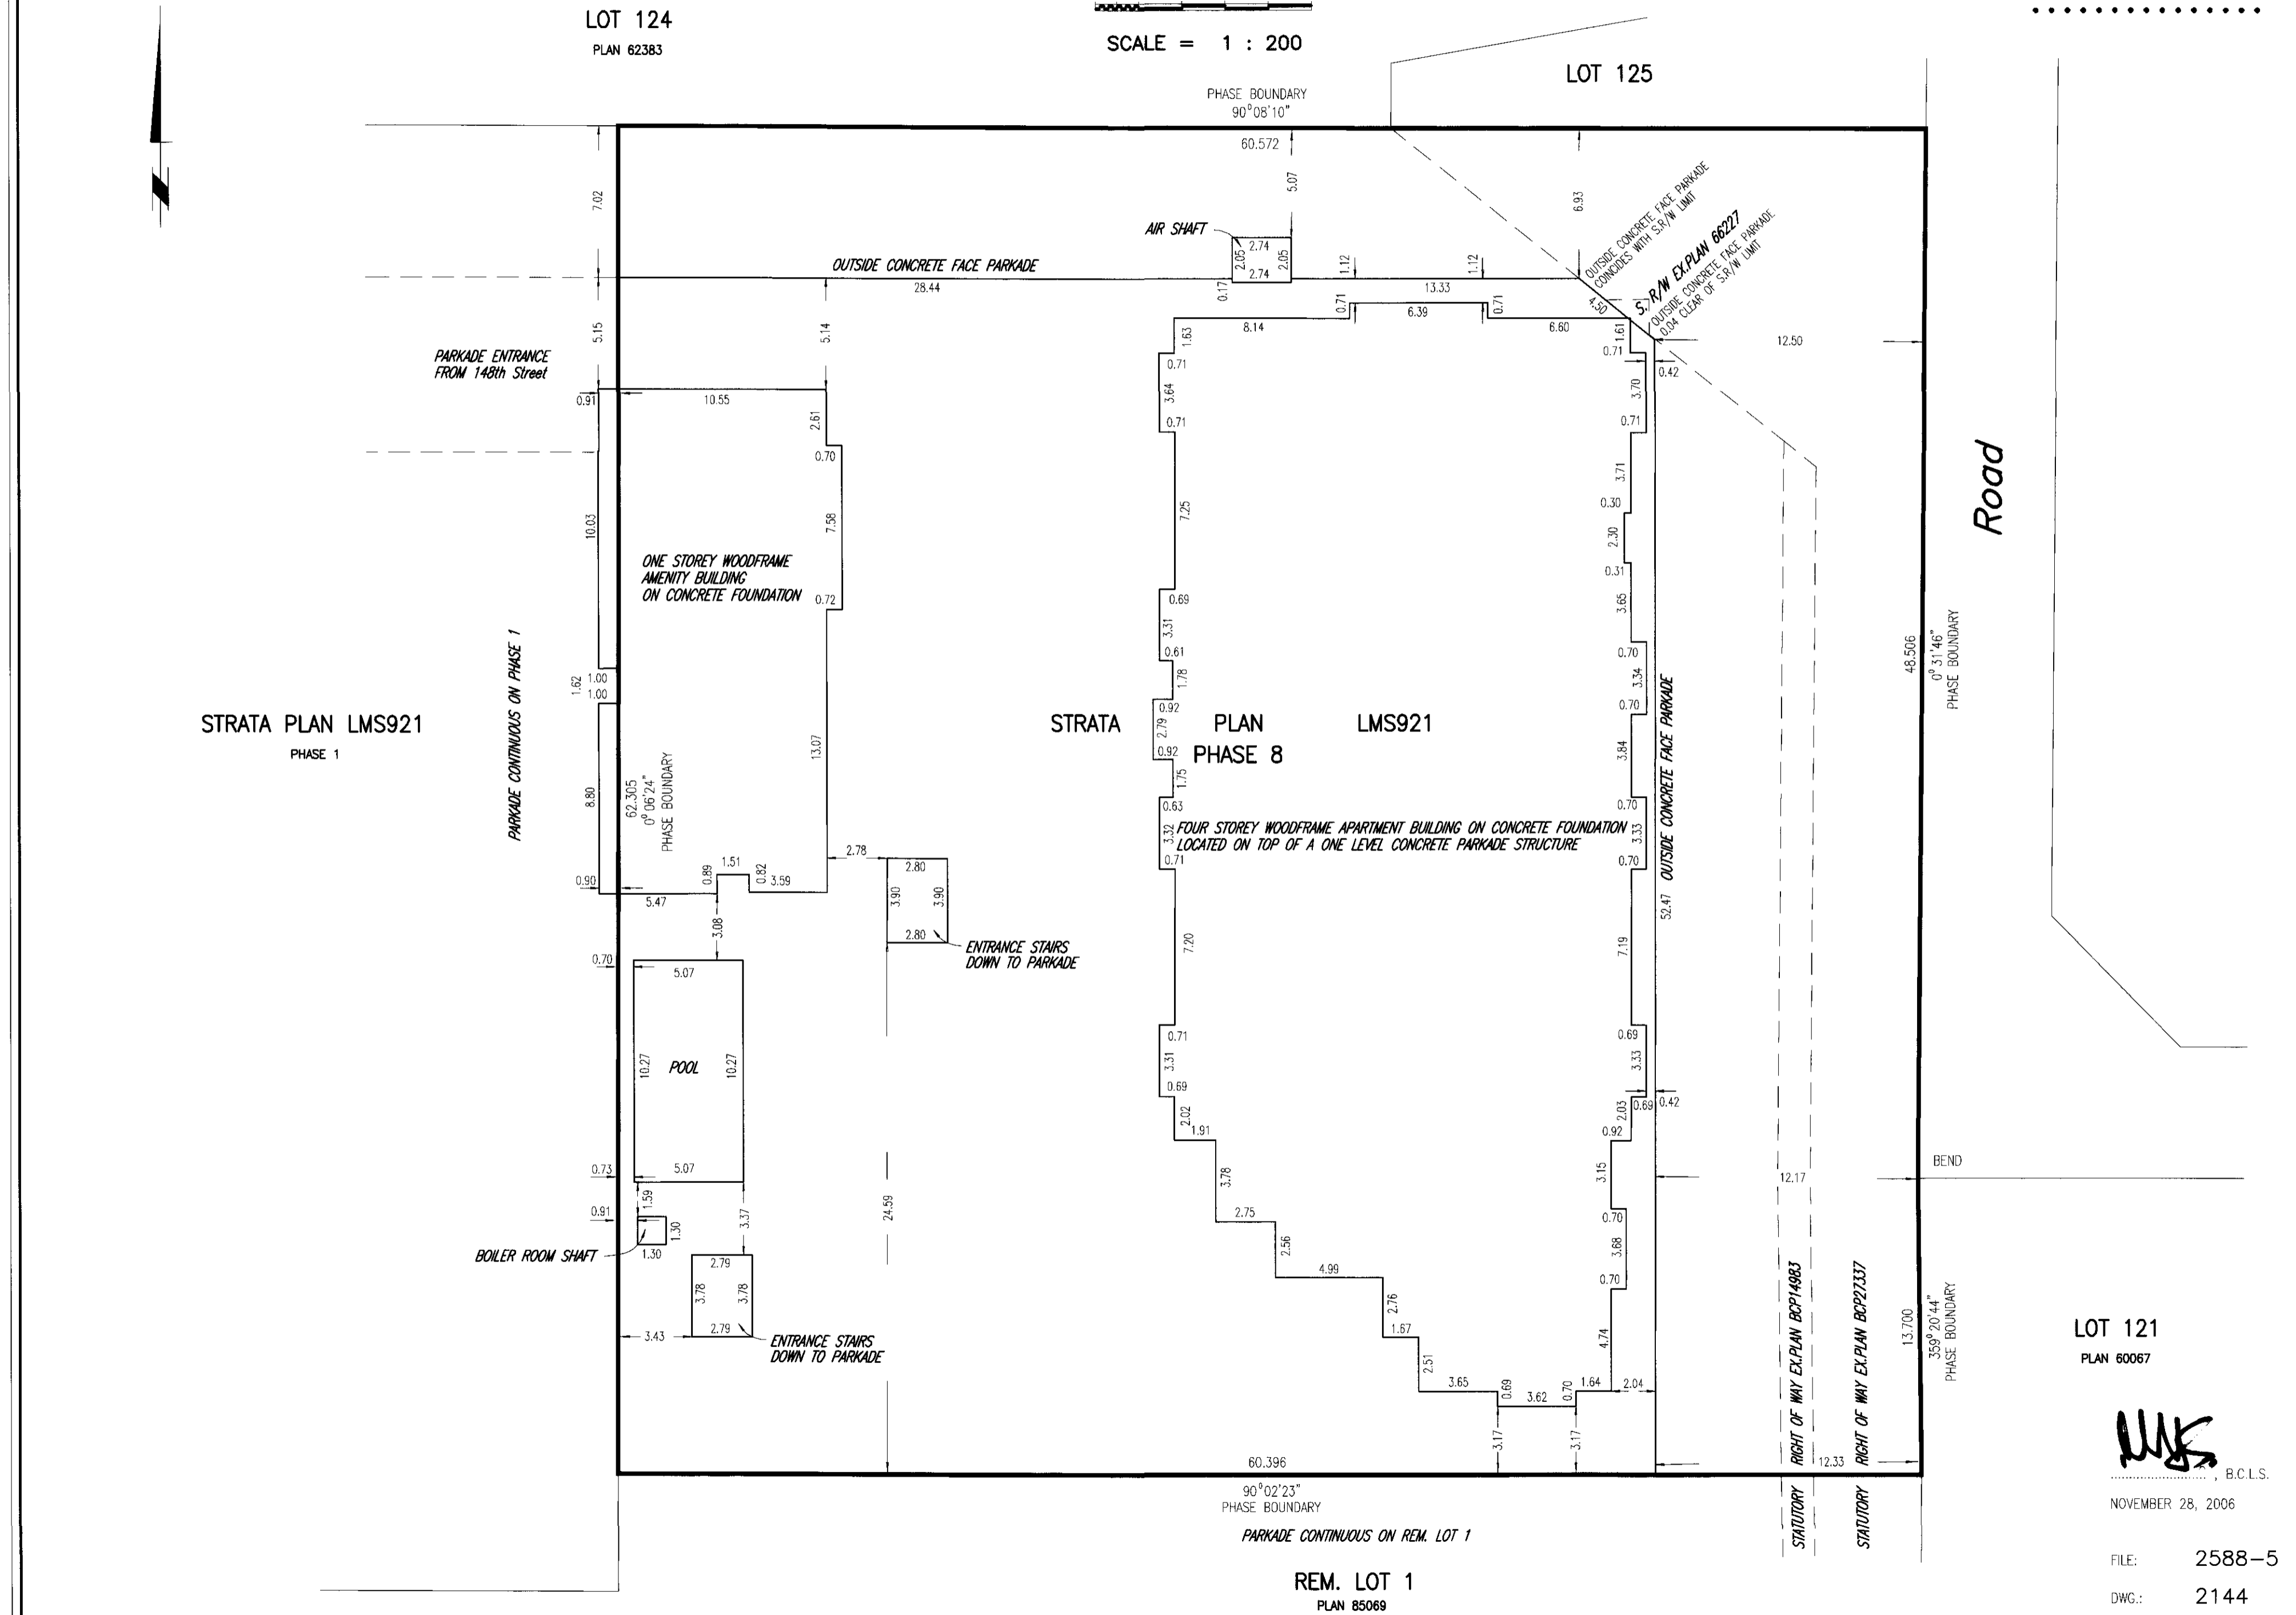 LOT 124
PLAN 62383
SCALE = 1 : 200
LOT 125
PHASE BOUNDARY
90°08'10"
60.572
7.02
5.07
6.93
AIR SHAFT
2.74
2.05
2.05
2.74
0.17
OUTSIDE CONCRETE FACE PARKADE
28.44
1.12
1.12
13.33
OUTSIDE CONCRETE FACE PARKADE
COINCIDES WITH S.R/W LIMIT
S. R/W EX.PLAN 66227
OUTSIDE CONCRETE FACE PARKADE
0.04 CLEAR OF S.R/W LIMIT
4.50
12.50
5.15
5.14
PARKADE ENTRANCE
FROM 148th Street
0.91
10.55
2.61
0.70
7.58
0.72
13.07
10.03
ONE STOREY WOODFRAME
AMENITY BUILDING
ON CONCRETE FOUNDATION
1.62
1.00
1.00
8.80
0.90
5.47
0.89
1.51
0.82
3.59
2.78
PARKADE CONTINUOUS ON PHASE 1
STRATA PLAN LMS921
PHASE 1
62.305
0°06'24"
PHASE BOUNDARY
8.14
0.71
6.39
0.71
6.60
1.63
0.71
3.64
0.71
7.25
0.69
3.31
0.61
1.78
0.92
2.79
0.92
1.75
0.63
3.32
0.71
7.20
0.71
3.31
0.69
2.02
1.91
3.78
2.75
2.56
4.99
2.76
1.67
2.51
3.65
0.69
3.62
0.70
1.64
2.04
3.17
3.17
1.61
0.71
0.42
3.70
0.71
3.71
0.30
2.30
0.31
3.65
0.70
3.34
0.70
3.84
0.70
3.33
0.70
7.19
0.69
3.33
0.69
0.42
2.03
0.92
3.15
0.70
3.68
0.70
4.74
STRATA PLAN LMS921
PHASE 8
FOUR STOREY WOODFRAME APARTMENT BUILDING ON CONCRETE FOUNDATION
LOCATED ON TOP OF A ONE LEVEL CONCRETE PARKADE STRUCTURE
52.47 OUTSIDE CONCRETE FACE PARKADE
Road
48.506
0°31'46"
PHASE BOUNDARY
2.80
3.90
3.90
2.80
ENTRANCE STAIRS
DOWN TO PARKADE
3.08
0.70
5.07
10.27
POOL
10.27
5.07
0.73
1.59
0.91
1.30
1.30
BOILER ROOM SHAFT
3.37
2.79
3.78
3.78
2.79
3.43
ENTRANCE STAIRS
DOWN TO PARKADE
24.59
BEND
12.17
13.700
359°20'44"
PHASE BOUNDARY
12.33
STATUTORY RIGHT OF WAY EX.PLAN BCP14983
STATUTORY RIGHT OF WAY EX.PLAN BCP27337
LOT 121
PLAN 60067
60.396
90°02'23"
PHASE BOUNDARY
PARKADE CONTINUOUS ON REM. LOT 1
REM. LOT 1
PLAN 85069
, B.C.L.S.
NOVEMBER 28, 2006
FILE: 2588-5
DWG.: 2144